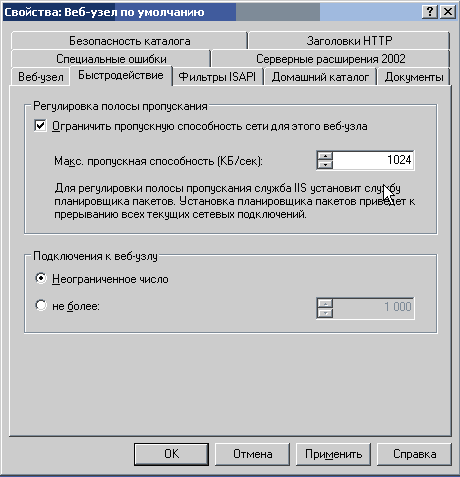 Свойства: Веб-узел по умолчанию
Безопасность каталога
Заголовки HTTP
Специальные ошибки
Серверные расширения 2002
Веб-узел
Быстродействие
Фильтры ISAPI
Домашний каталог
Документы
Регулировка полосы пропускания
Ограничить пропускную способность сети для этого веб-узла
Макс. пропускная способность (КБ/сек):
1024
Для регулировки полосы пропускания служба IIS установит службу
планировщика пакетов. Установка планировщика пакетов приведет к
прерыванию всех текущих сетевых подключений.
Подключения к веб-узлу
Неограниченное число
не более:
1 000
OK
Отмена
Применить
Справка